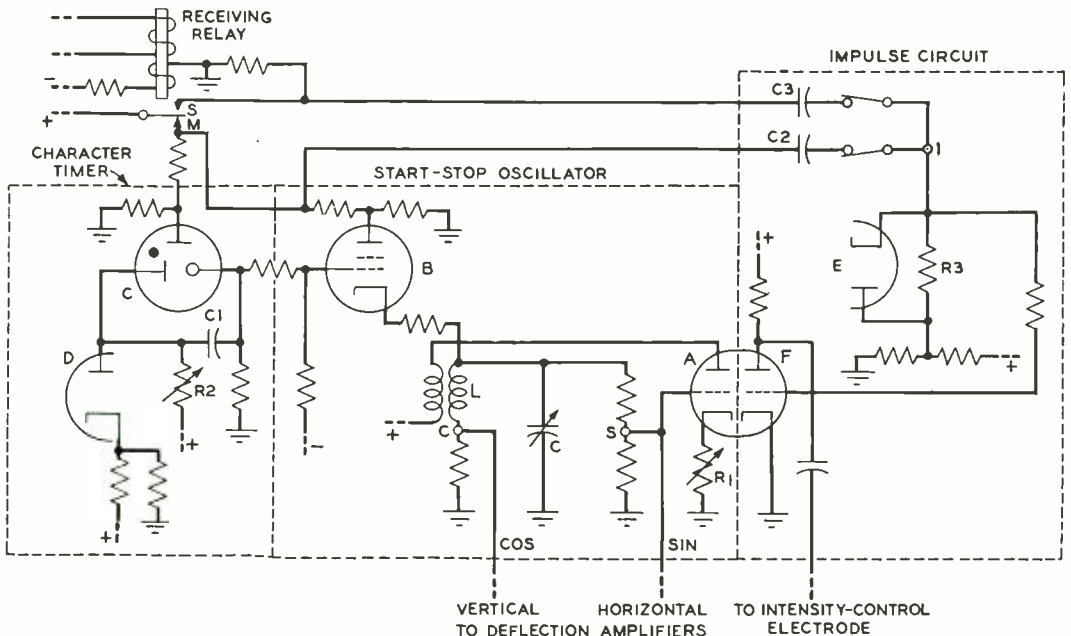 RECEIVING
RELAY
IMPULSE CIRCUIT
C3
S
+
M
C2
1
CHARACTER
TIMER
START-STOP OSCILLATOR
+
E
R3
B
C
C1
A
F
D
+
R2
L
+
C
S
C
+
-
R1
+
COS
SIN
VERTICAL
HORIZONTAL
TO DEFLECTION AMPLIFIERS
TO INTENSITY-CONTROL
ELECTRODE